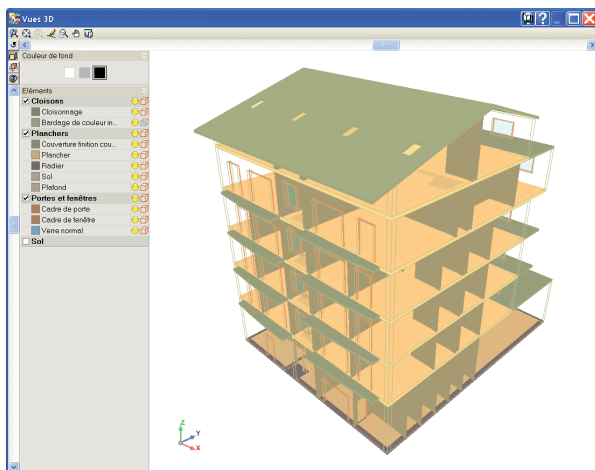 Vues 3D
Couleur de fond
Eléments
Cloisons
Cloisonnage
Bardage de couleur in...
Planchers
Couverture finition cou...
Plancher
Radier
Sol
Plafond
Portes et fenêtres
Cadre de porte
Cadre de fenêtre
Verre normal
Sol
Z
Y
X